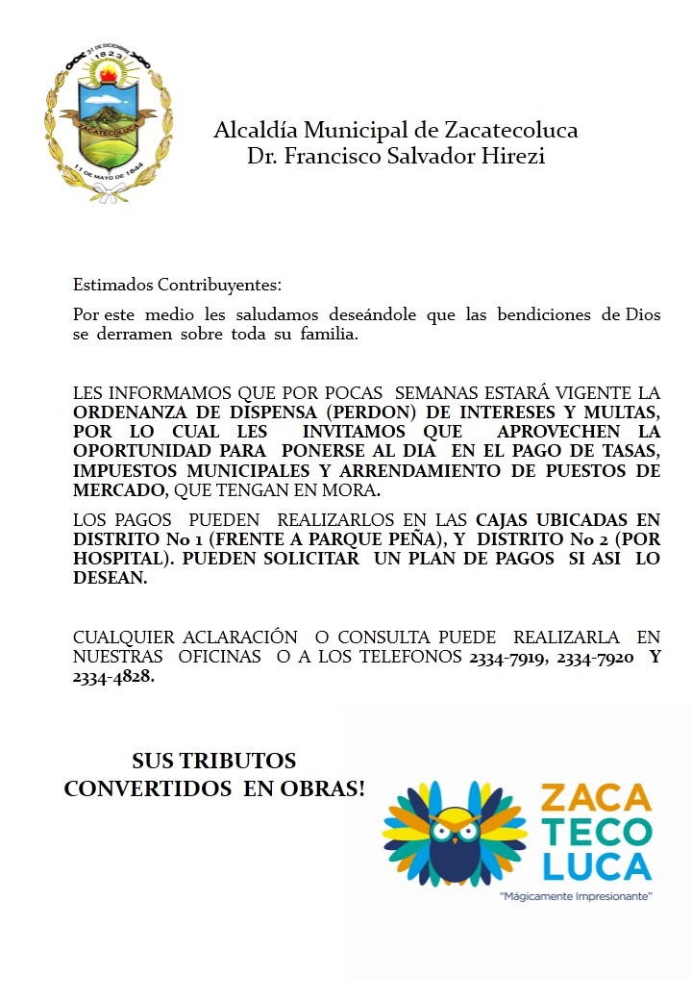 31 DE DICIEMBRE
1823
ZACATECOLUCA
11 DE MAYO DE 1844
Alcaldía Municipal de Zacatecoluca
Dr. Francisco Salvador Hirezi
Estimados Contribuyentes:
Por este medio les saludamos deseándole que las bendiciones de Dios
se derramen sobre toda su familia.
LES INFORMAMOS QUE POR POCAS SEMANAS ESTARÁ VIGENTE LA
ORDENANZA DE DISPENSA (PERDON) DE INTERESES Y MULTAS,
POR LO CUAL LES INVITAMOS QUE APROVECHEN LA
OPORTUNIDAD PARA PONERSE AL DIA EN EL PAGO DE TASAS,
IMPUESTOS MUNICIPALES Y ARRENDAMIENTO DE PUESTOS DE
MERCADO, QUE TENGAN EN MORA.
LOS PAGOS PUEDEN REALIZARLOS EN LAS CAJAS UBICADAS EN
DISTRITO No 1 (FRENTE A PARQUE PEÑA), Y DISTRITO No 2 (POR
HOSPITAL). PUEDEN SOLICITAR UN PLAN DE PAGOS SI ASI LO
DESEAN.
CUALQUIER ACLARACIÓN O CONSULTA PUEDE REALIZARLA EN
NUESTRAS OFICINAS O A LOS TELEFONOS 2334-7919, 2334-7920 Y
2334-4828.
SUS TRIBUTOS
CONVERTIDOS EN OBRAS!
ZACA
TECO
LUCA
"Mágicamente Impresionante"